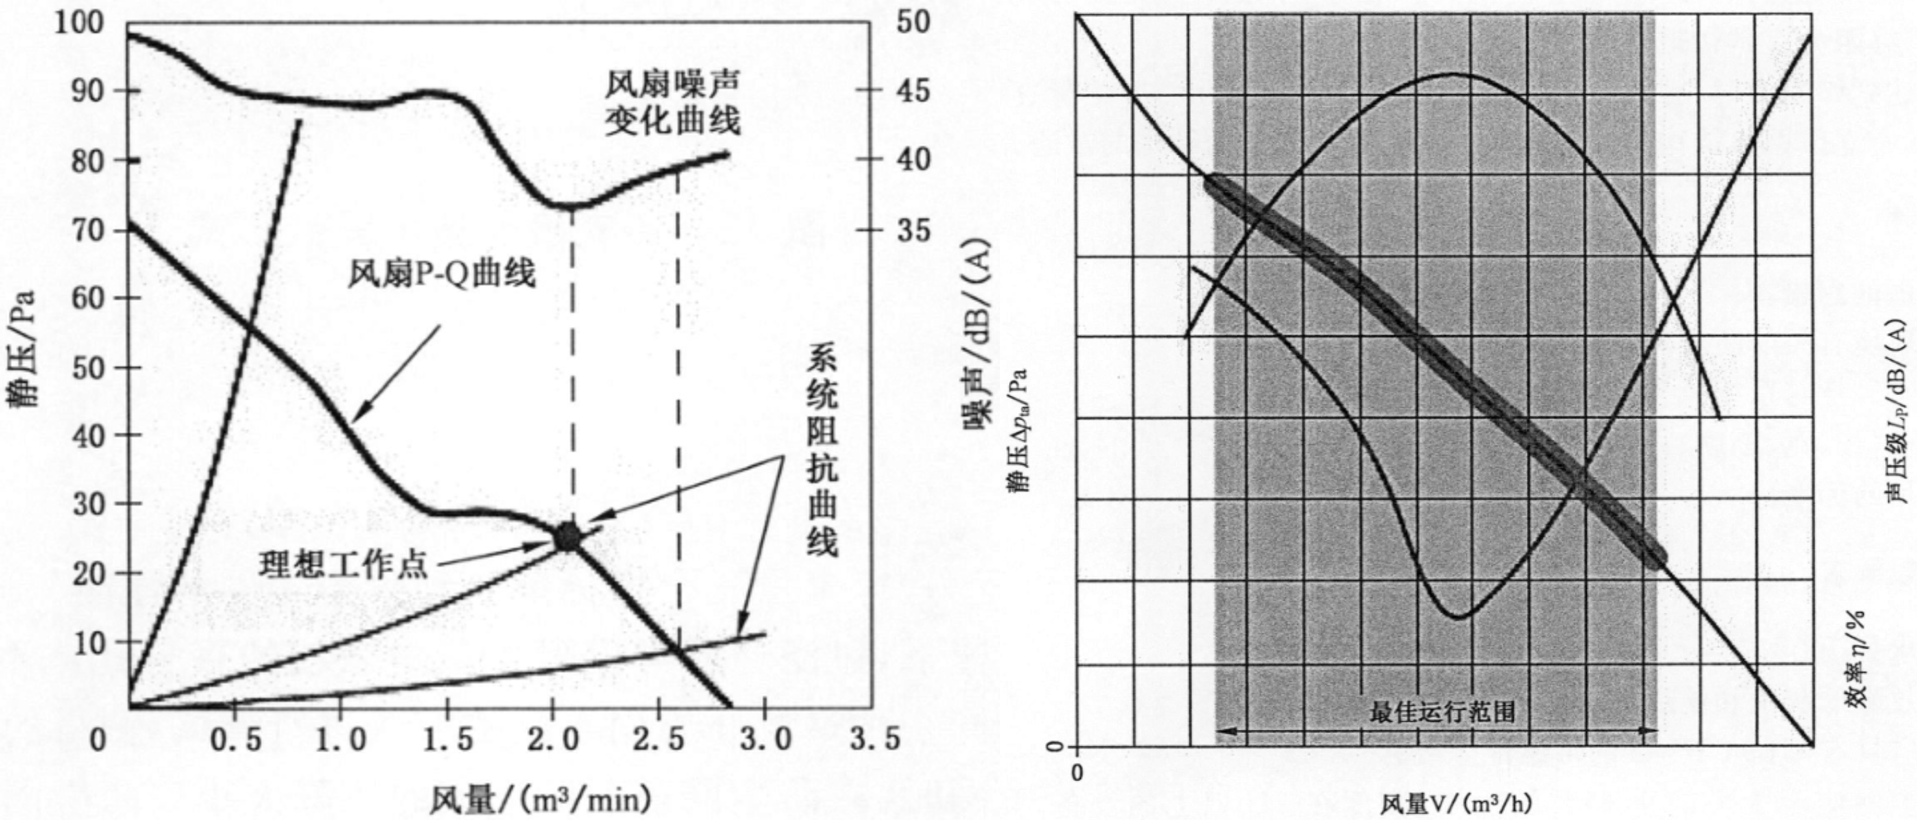 100
90
80
70
60
50
40
30
20
10
0
0.5
1.0
1.5
2.0
2.5
3.0
3.5
50
45
40
35
静压/Pa
风量/(m³/min)
噪声/dB/(A)
风扇噪声
变化曲线
风扇P-Q曲线
理想工作点
系统阻抗曲线
静压Δpta/Pa
0
0
最佳运行范围
风量V/(m³/h)
声压级LP/dB/(A)
效率η/%